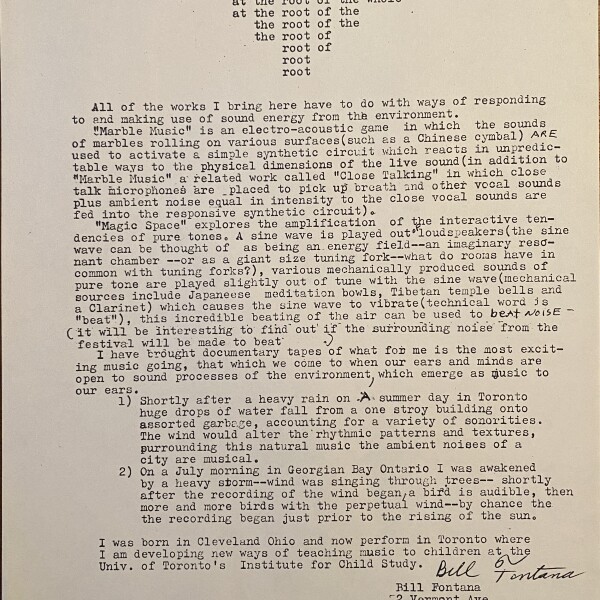 at the root of the whole
at the root of the
the root of the
the root of
root of
root
root
All of the works I bring here have to do with ways of responding
to and making use of sound energy from the environment.
"Marble Music" is an electro-acoustic game in which the sounds
of marbles rolling on various surfaces(such as a Chinese cymbal) ARE
used to activate a simple synthetic circuit which reacts in unpredic-
table ways to the physical dimensions of the live sound(in addition to
"Marble Music" a related work called "Close Talking" in which close
talk microphones are placed to pick up breath and other vocal sounds
plus ambient noise equal in intensity to the close vocal sounds are
fed into the responsive synthetic circuit).
"Magic Space" explores the amplification of the interactive ten-
dencies of pure tones. A sine wave is played out loudspeakers(the sine
wave can be thought of as being an energy field--an imaginary reso-
nant chamber --or as a giant size tuning fork--what do rooms have in
common with tuning forks?), various mechanically produced sounds of
pure tone are played slightly out of tune with the sine wave(mechanical
sources include Japaneese meditation bowls, Tibetan temple bells and
a Clarinet) which causes the sine wave to vibrate(technical word is
"beat"), this incredible beating of the air can be used to beat NOISE-
(it will be interesting to find out if the surrounding noise from the
festival will be made to beat )
I have brought documentary tapes of what for me is the most excit-
ing music going, that which we come to when our ears and minds are
open to sound processes of the environment, which emerge as music to
our ears.
1) Shortly after a heavy rain on A summer day in Toronto
huge drops of water fall from a one stroy building onto
assorted garbage, accounting for a variety of sonorities.
The wind would alter the rhythmic patterns and textures,
purrounding this natural music the ambient noises of a
city are musical.
2) On a July morning in Georgian Bay Ontario I was awakened
by a heavy storm--wind was singing through trees-- shortly
after the recording of the wind began, a bird is audible, then
more and more birds with the perpetual wind--by chance the
the recording began just prior to the rising of the sun.
I was born in Cleveland Ohio and now perform in Toronto where
I am developing new ways of teaching music to children at the
Univ. of Toronto's Institute for Child Study.
Bill Fontana
Bill Fontana
Vermont Ave